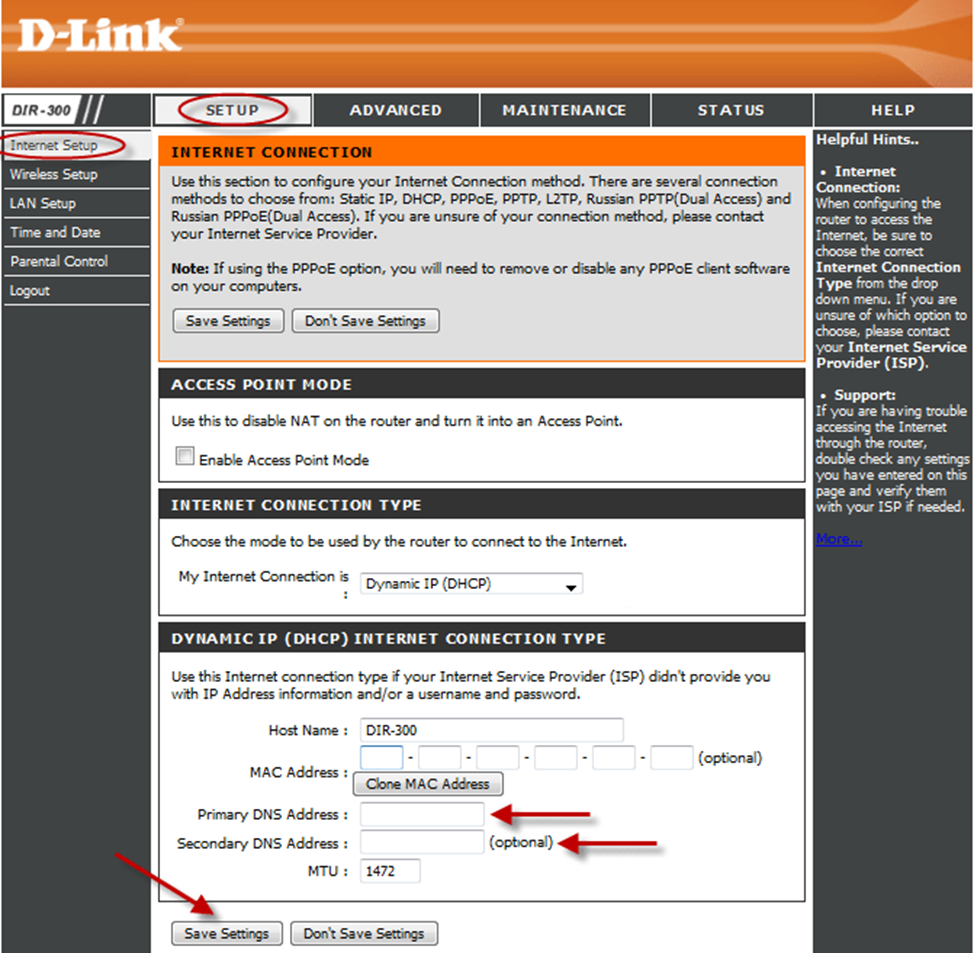 D-Link®
DIR-300
SETUP
ADVANCED
MAINTENANCE
STATUS
HELP
Internet Setup
Wireless Setup
LAN Setup
Time and Date
Parental Control
Logout
INTERNET CONNECTION
Use this section to configure your Internet Connection method. There are several connection
methods to choose from: Static IP, DHCP, PPPoE, PPTP, L2TP, Russian PPTP(Dual Access) and
Russian PPPoE(Dual Access). If you are unsure of your connection method, please contact
your Internet Service Provider.
Note: If using the PPPoE option, you will need to remove or disable any PPPoE client software
on your computers.
Save Settings
Don't Save Settings
ACCESS POINT MODE
Use this to disable NAT on the router and turn it into an Access Point.
Enable Access Point Mode
INTERNET CONNECTION TYPE
Choose the mode to be used by the router to connect to the Internet.
My Internet Connection is
:
Dynamic IP (DHCP)
DYNAMIC IP (DHCP) INTERNET CONNECTION TYPE
Use this Internet connection type if your Internet Service Provider (ISP) didn't provide you
with IP Address information and/or a username and password.
Host Name : DIR-300
MAC Address : - - - - - (optional)
Clone MAC Address
Primary DNS Address :
Secondary DNS Address : (optional)
MTU : 1472
Save Settings
Don't Save Settings
Helpful Hints..
• Internet
Connection:
When configuring the
router to access the
Internet, be sure to
choose the correct
Internet Connection
Type from the drop
down menu. If you are
unsure of which option to
choose, please contact
your Internet Service
Provider (ISP).
• Support:
If you are having trouble
accessing the Internet
through the router,
double check any settings
you have entered on this
page and verify them
with your ISP if needed.
More...